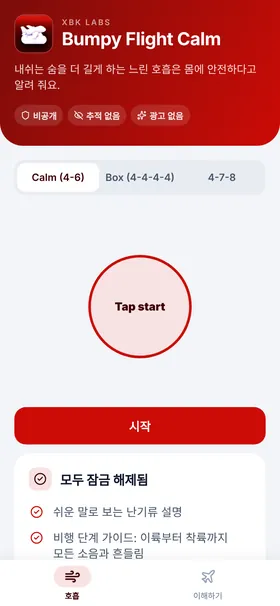 XBK LABS
Bumpy Flight Calm
내쉬는 숨을 더 길게 하는 느린 호흡은 몸에 안전하다고
알려 줘요.
비공개
추적 없음
광고 없음
Calm (4-6)
Box (4-4-4-4)
4-7-8
Tap start
시작
모두 잠금 해제됨
쉬운 말로 보는 난기류 설명
비행 단계 가이드: 이륙부터 착륙까지
모든 소음과 흔들림
호흡
이해하기